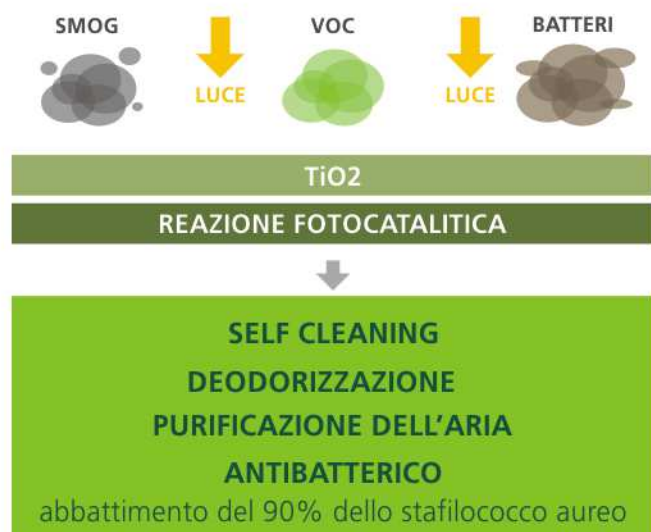 SMOG
VOC
BATTERI
LUCE
LUCE
TiO2
REAZIONE FOTOCATALITICA
SELF CLEANING
DEODORIZZAZIONE
PURIFICAZIONE DELL’ARIA
ANTIBATTERICO
abbattimento del 90% dello stafilococco aureo